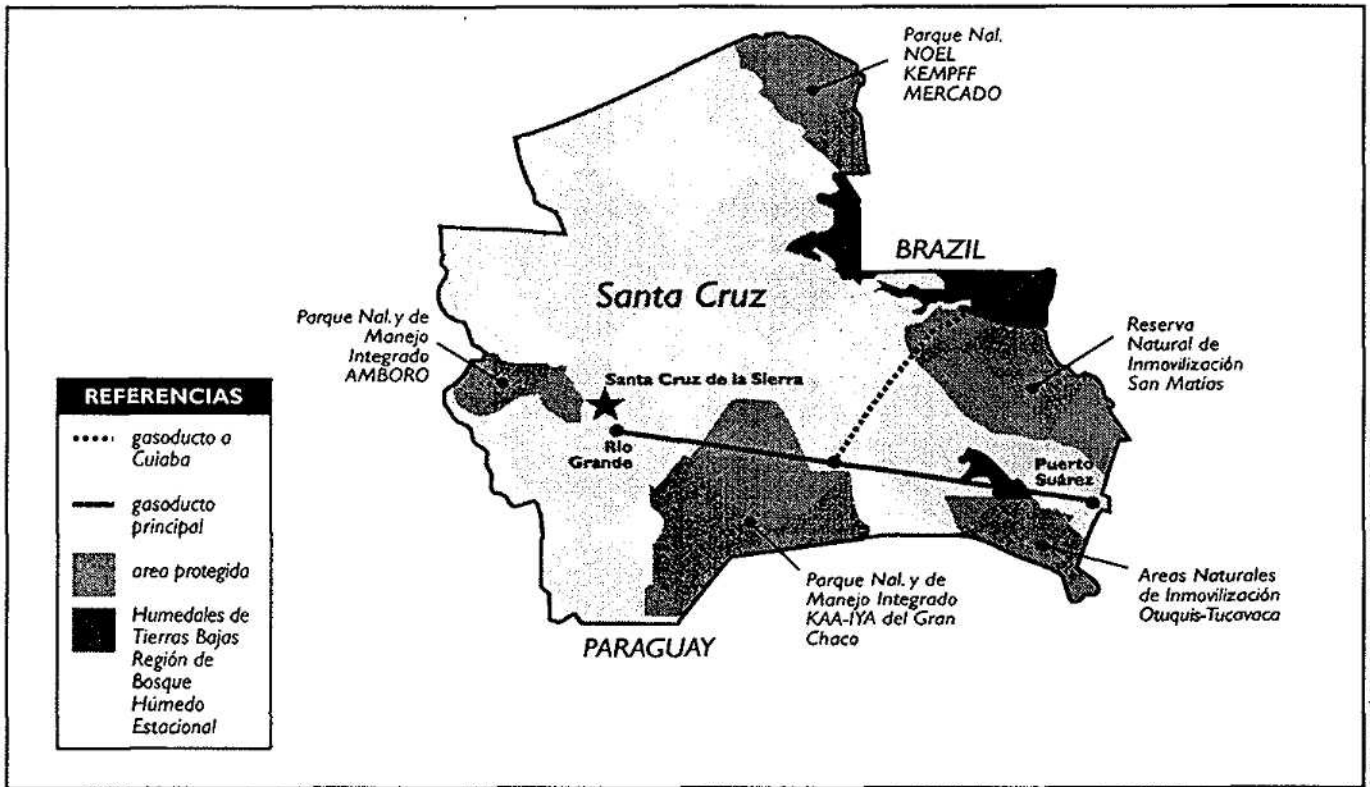 Parque Nal.
NOEL
KEMPFF
MERCADO
BRAZIL
Santa Cruz
Parque Nal. y de
Manejo
Integrado
AMBORO
Reserva
Natural de
Inmovilización
San Matías
Santa Cruz de la Sierra
Río
Grande
Puerto
Suárez
Parque Nal. y de
Manejo Integrado
KAA-IYA del Gran
Chaco
Areas Naturales
de Inmovilización
Otuquis-Tucavaca
PARAGUAY
REFERENCIAS
gasoducto a
Cuiaba
gasoducto
principal
area protegida
Humedales de
Tierras Bajas
Región de
Bosque
Húmedo
Estacional